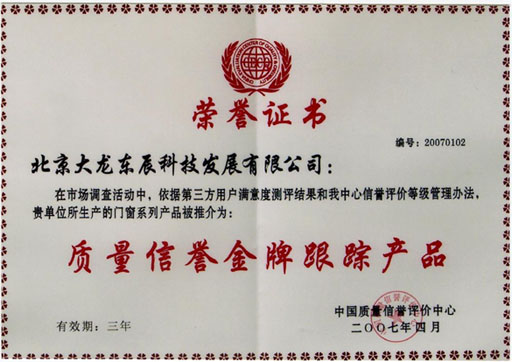 荣誉证书
编号：20070102
北京大龙东辰科技发展有限公司：
在市场调查活动中，依据第三方用户满意度测评结果和我中心信誉评价等级管理办法，
贵单位所生产的门窗系列产品被推介为：
质量信誉金牌跟踪产品
中国质量信誉评价中心
有效期：三年
二〇〇七年四月